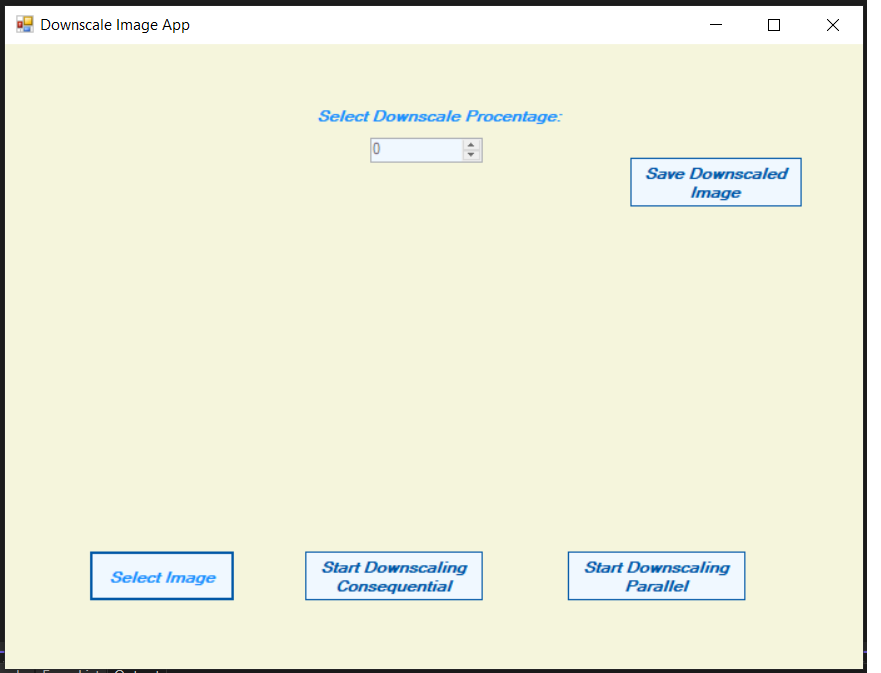 Downscale Image App
Select Downscale Procentage:
0
Save Downscaled
Image
Select Image
Start Downscaling
Consequential
Start Downscaling
Parallel